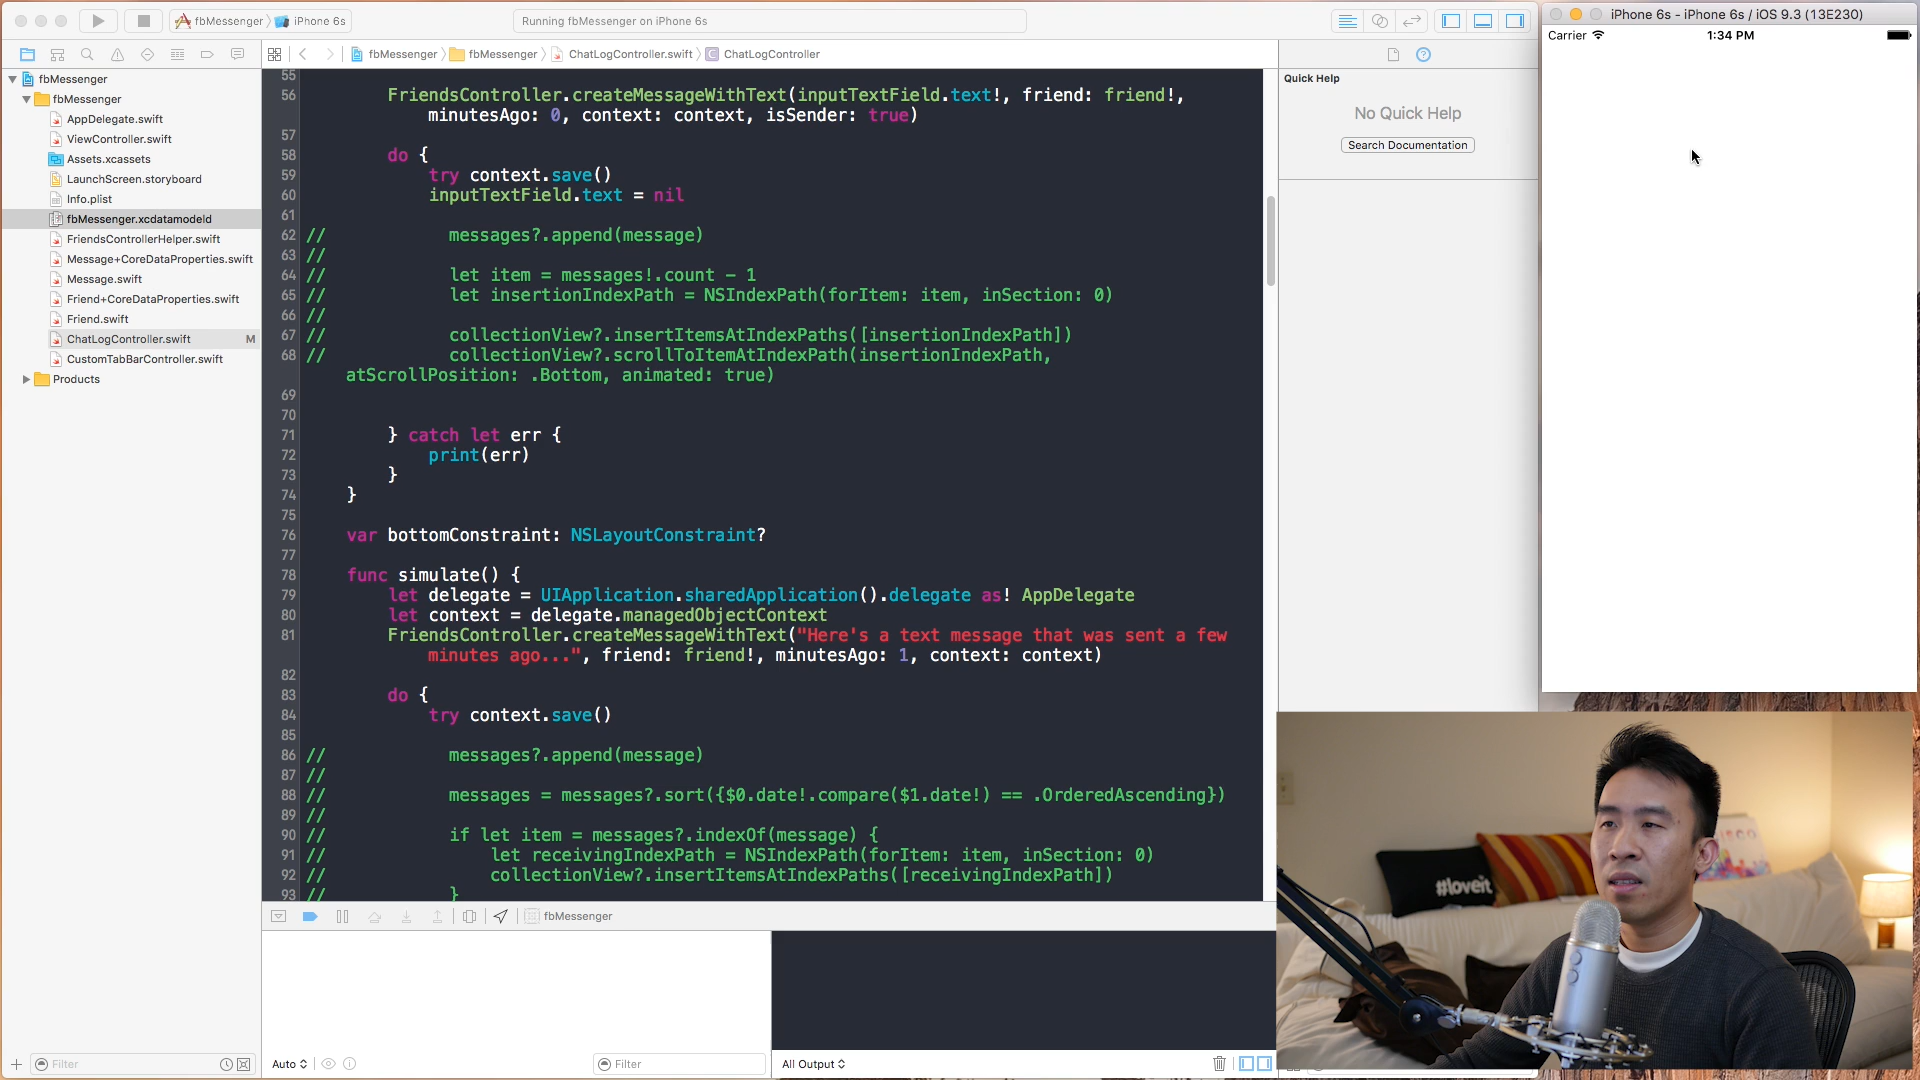 fbMessenger
iPhone 6s
Running fbMessenger on iPhone 6s
iPhone 6s - iPhone 6s / iOS 9.3 (13E230)
Carrier
1:34 PM
fbMessenger
fbMessenger
ChatLogController.swift
C
ChatLogController
Quick Help
No Quick Help
Search Documentation
fbMessenger
fbMessenger
AppDelegate.swift
ViewController.swift
Assets.xcassets
LaunchScreen.storyboard
Info.plist
fbMessenger.xcdatamodeld
FriendsControllerHelper.swift
Message+CoreDataProperties.swift
Message.swift
Friend+CoreDataProperties.swift
Friend.swift
ChatLogController.swift M
CustomTabBarController.swift
Products
55
56 FriendsController.createMessageWithText(inputTextField.text!, friend: friend!,
minutesAgo: 0, context: context, isSender: true)
57
58 do {
59 try context.save()
60 inputTextField.text = nil
61
62 // messages?.append(message)
63 //
64 // let item = messages!.count - 1
65 // let insertionIndexPath = NSIndexPath(forItem: item, inSection: 0)
66 //
67 // collectionView?.insertItemsAtIndexPaths([insertionIndexPath])
68 // collectionView?.scrollToItemAtIndexPath(insertionIndexPath,
atScrollPosition: .Bottom, animated: true)
69
70
71 } catch let err {
72 print(err)
73 }
74 }
75
76 var bottomConstraint: NSLayoutConstraint?
77
78 func simulate() {
79 let delegate = UIApplication.sharedApplication().delegate as! AppDelegate
80 let context = delegate.managedObjectContext
81 FriendsController.createMessageWithText("Here's a text message that was sent a few
minutes ago...", friend: friend!, minutesAgo: 1, context: context)
82
83 do {
84 try context.save()
85
86 // messages?.append(message)
87 //
88 // messages = messages?.sort({$0.date!.compare($1.date!) == .OrderedAscending})
89 //
90 // if let item = messages?.indexOf(message) {
91 // let receivingIndexPath = NSIndexPath(forItem: item, inSection: 0)
92 // collectionView?.insertItemsAtIndexPaths([receivingIndexPath])
93 // }
fbMessenger
#loveit
Filter
Auto
Filter
All Output